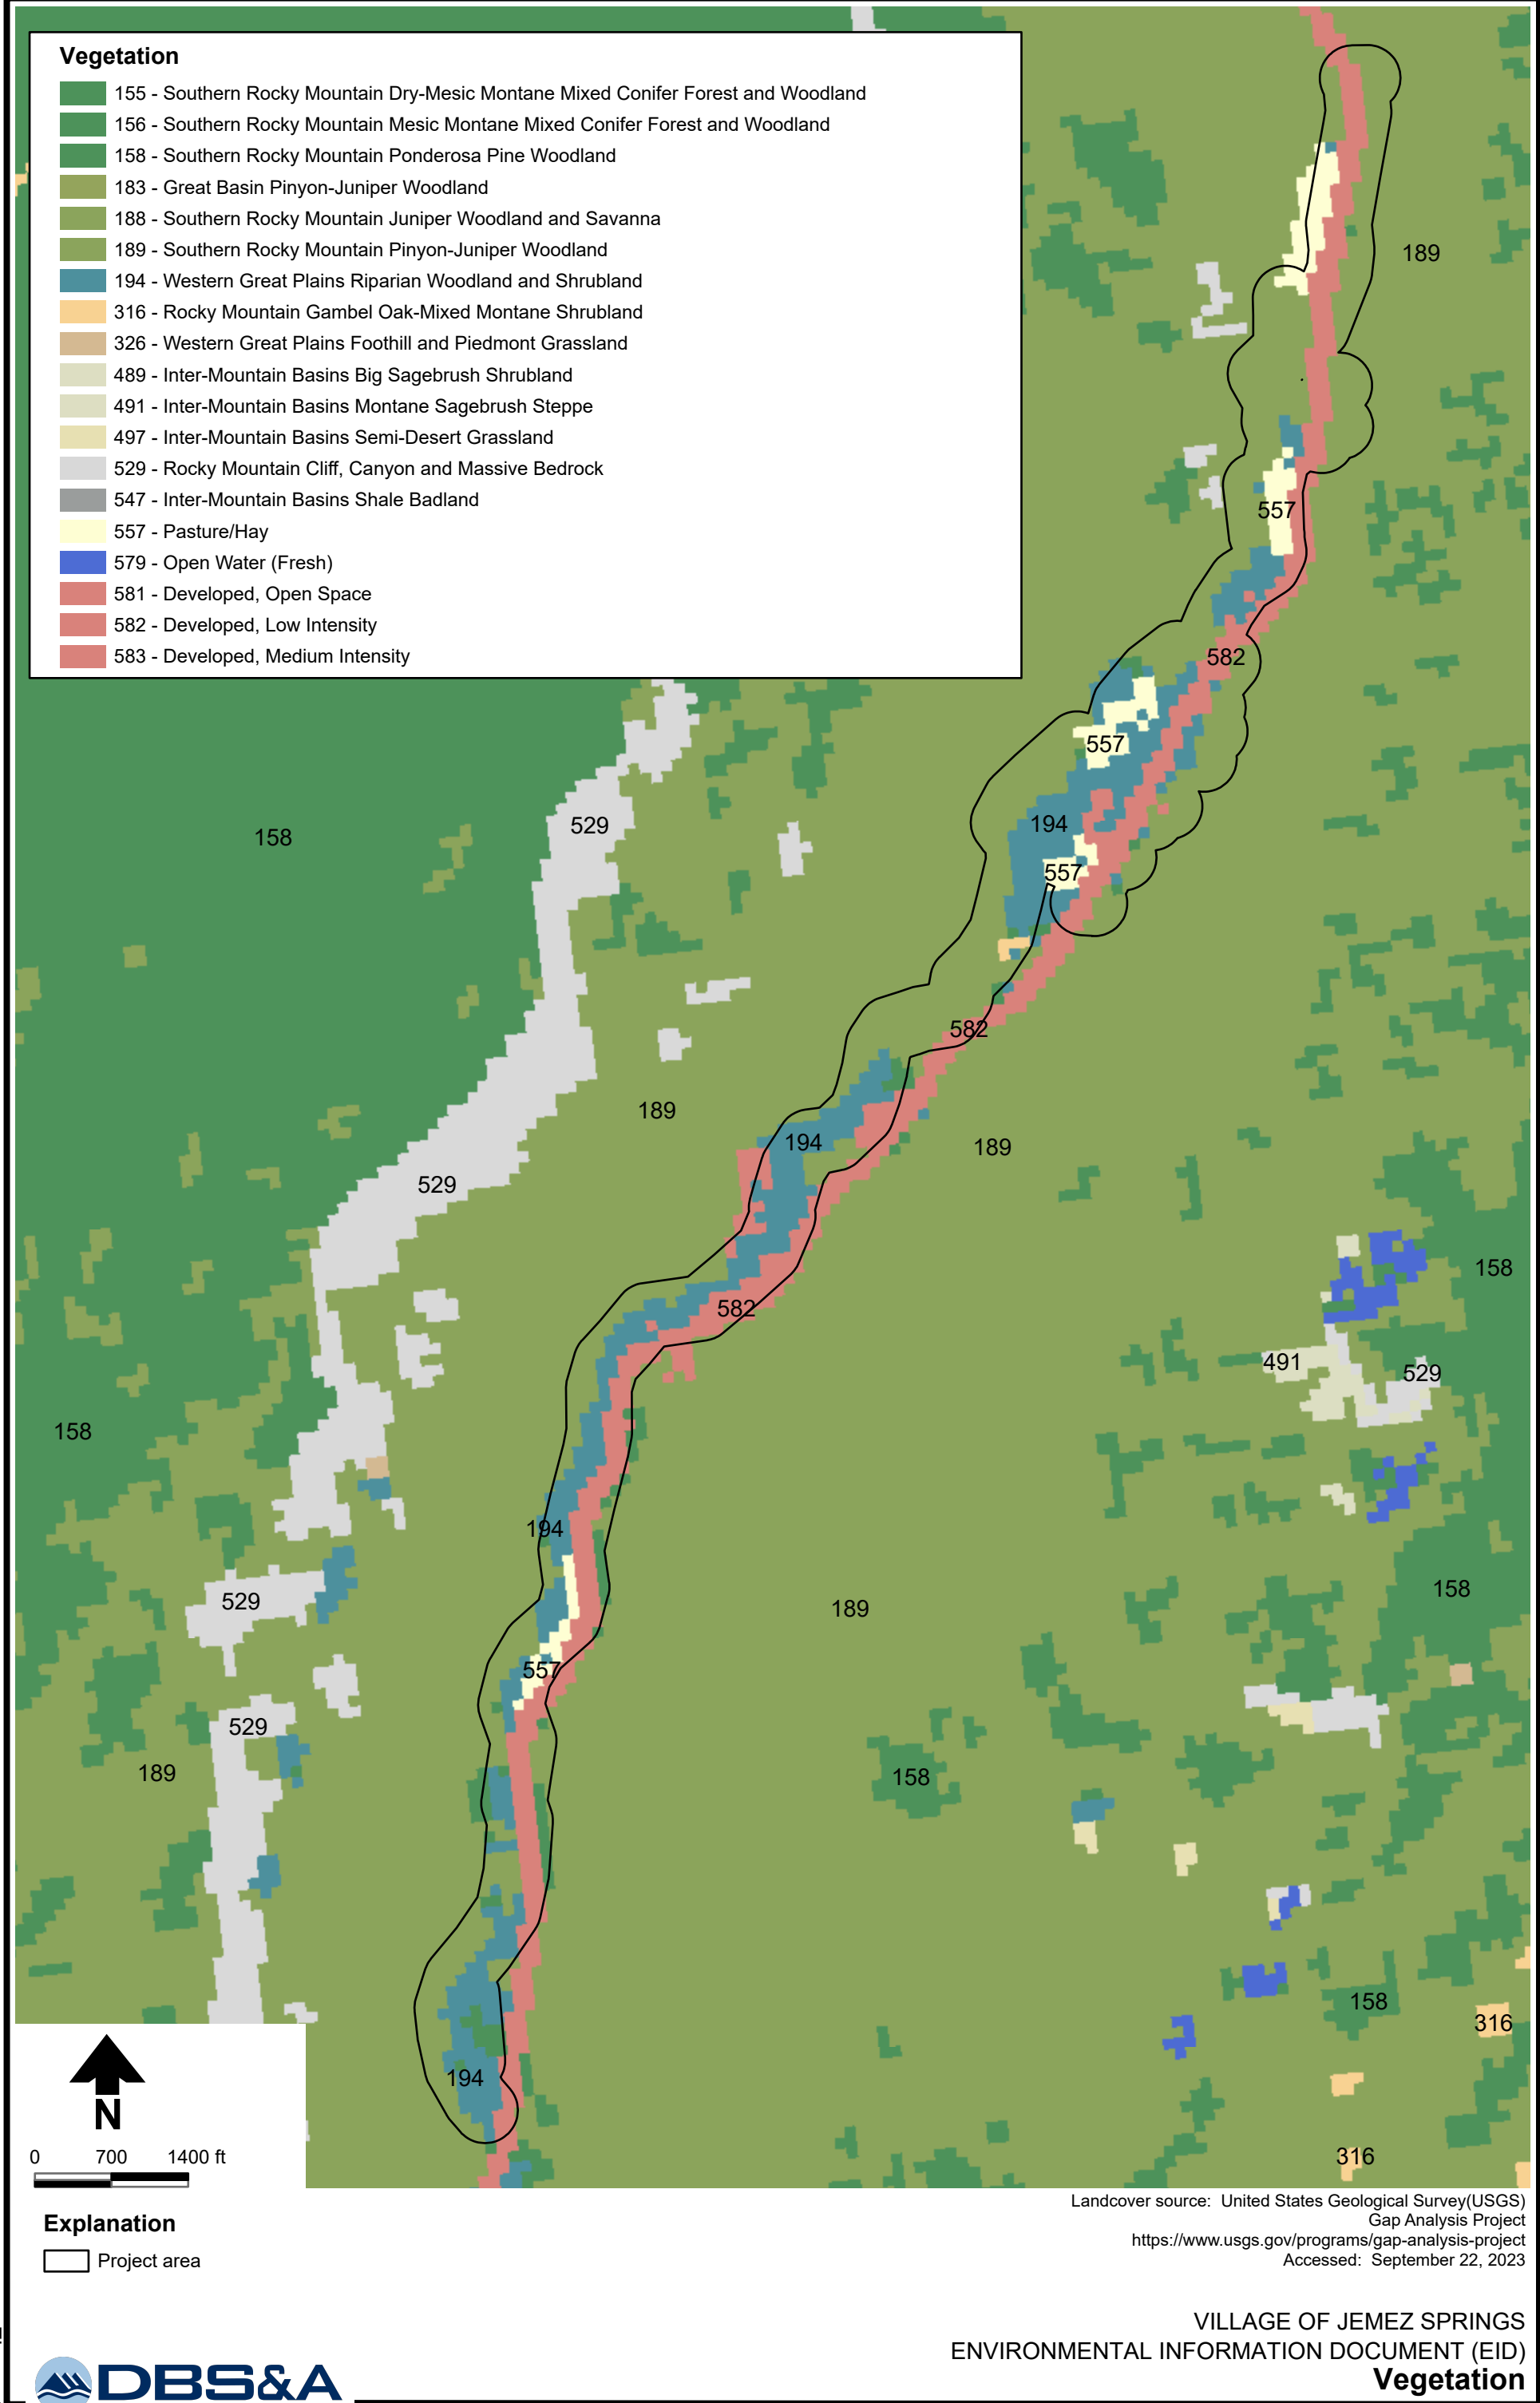 Vegetation
155 - Southern Rocky Mountain Dry-Mesic Montane Mixed Conifer Forest and Woodland
156 - Southern Rocky Mountain Mesic Montane Mixed Conifer Forest and Woodland
158 - Southern Rocky Mountain Ponderosa Pine Woodland
183 - Great Basin Pinyon-Juniper Woodland
188 - Southern Rocky Mountain Juniper Woodland and Savanna
189 - Southern Rocky Mountain Pinyon-Juniper Woodland
194 - Western Great Plains Riparian Woodland and Shrubland
316 - Rocky Mountain Gambel Oak-Mixed Montane Shrubland
326 - Western Great Plains Foothill and Piedmont Grassland
489 - Inter-Mountain Basins Big Sagebrush Shrubland
491 - Inter-Mountain Basins Montane Sagebrush Steppe
497 - Inter-Mountain Basins Semi-Desert Grassland
529 - Rocky Mountain Cliff, Canyon and Massive Bedrock
547 - Inter-Mountain Basins Shale Badland
557 - Pasture/Hay
579 - Open Water (Fresh)
581 - Developed, Open Space
582 - Developed, Low Intensity
583 - Developed, Medium Intensity
189
557
582
557
529
194
158
557
582
189
194
189
529
158
582
491
529
158
194
158
529
189
557
529
189
158
158
316
194
316
N
0 700 1400 ft
Explanation
Project area
Landcover source: United States Geological Survey(USGS)
Gap Analysis Project
https://www.usgs.gov/programs/gap-analysis-project
Accessed: September 22, 2023
VILLAGE OF JEMEZ SPRINGS
ENVIRONMENTAL INFORMATION DOCUMENT (EID)
Vegetation
DBS&A